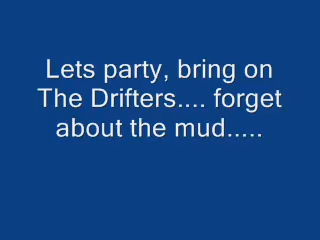 Lets party, bring on
The Drifters.... forget
about the mud.....